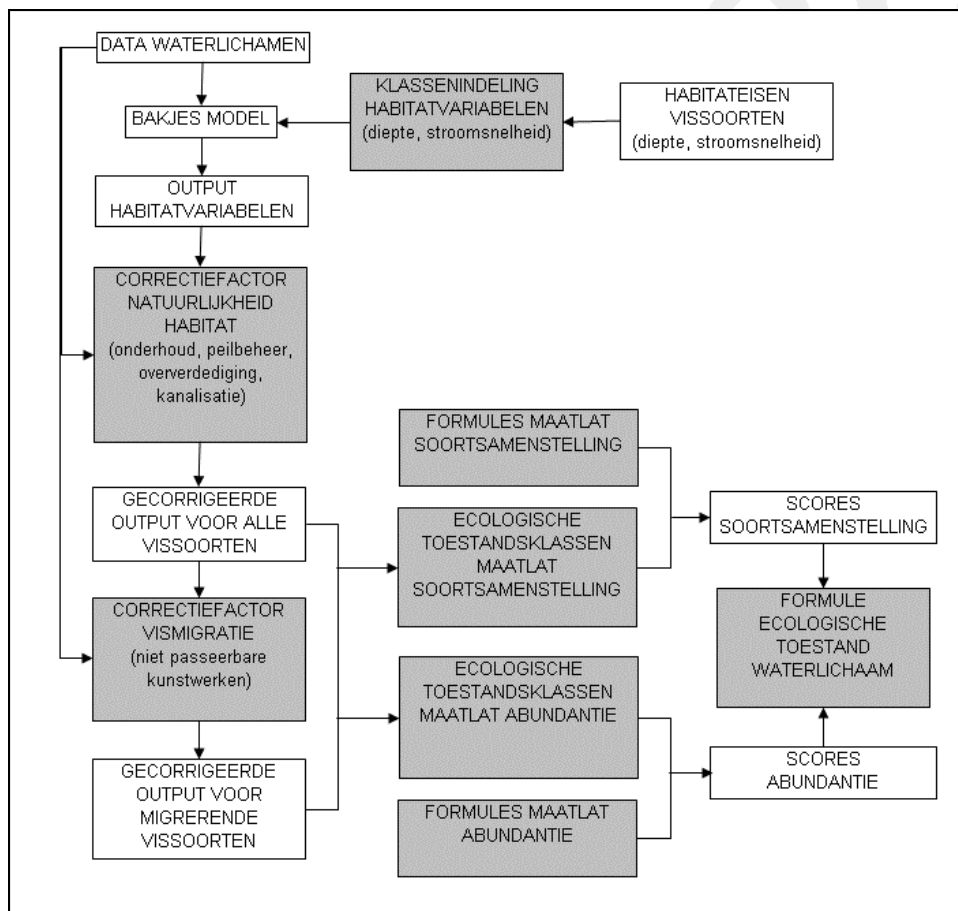 DATA WATERLICHAMEN
BAKJES MODEL
KLASSENINDELING
HABITATVARIABELEN
(diepte, stroomsnelheid)
HABITATEISEN
VISSOORTEN
(diepte, stroomsnelheid)
OUTPUT
HABITATVARIABELEN
CORRECTIEFACTOR
NATUURLIJKHEID
HABITAT
(onderhoud, peilbeheer,
oververdediging,
kanalisatie)
GECORRIGEERDE
OUTPUT VOOR ALLE
VISSOORTEN
CORRECTIEFACTOR
VISMIGRATIE
(niet passeerbare
kunstwerken)
GECORRIGEERDE
OUTPUT VOOR
MIGRERENDE
VISSOORTEN
FORMULES MAATLAT
SOORTSAMENSTELLING
ECOLOGISCHE
TOESTANDSKLASSEN
MAATLAT
SOORTSAMENSTELLING
ECOLOGISCHE
TOESTANDSKLASSEN
MAATLAT ABUNDANTIE
FORMULES MAATLAT
ABUNDANTIE
SCORES
SOORTSAMENSTELLING
FORMULE
ECOLOGISCHE
TOESTAND
WATERLICHAAM
SCORES
ABUNDANTIE